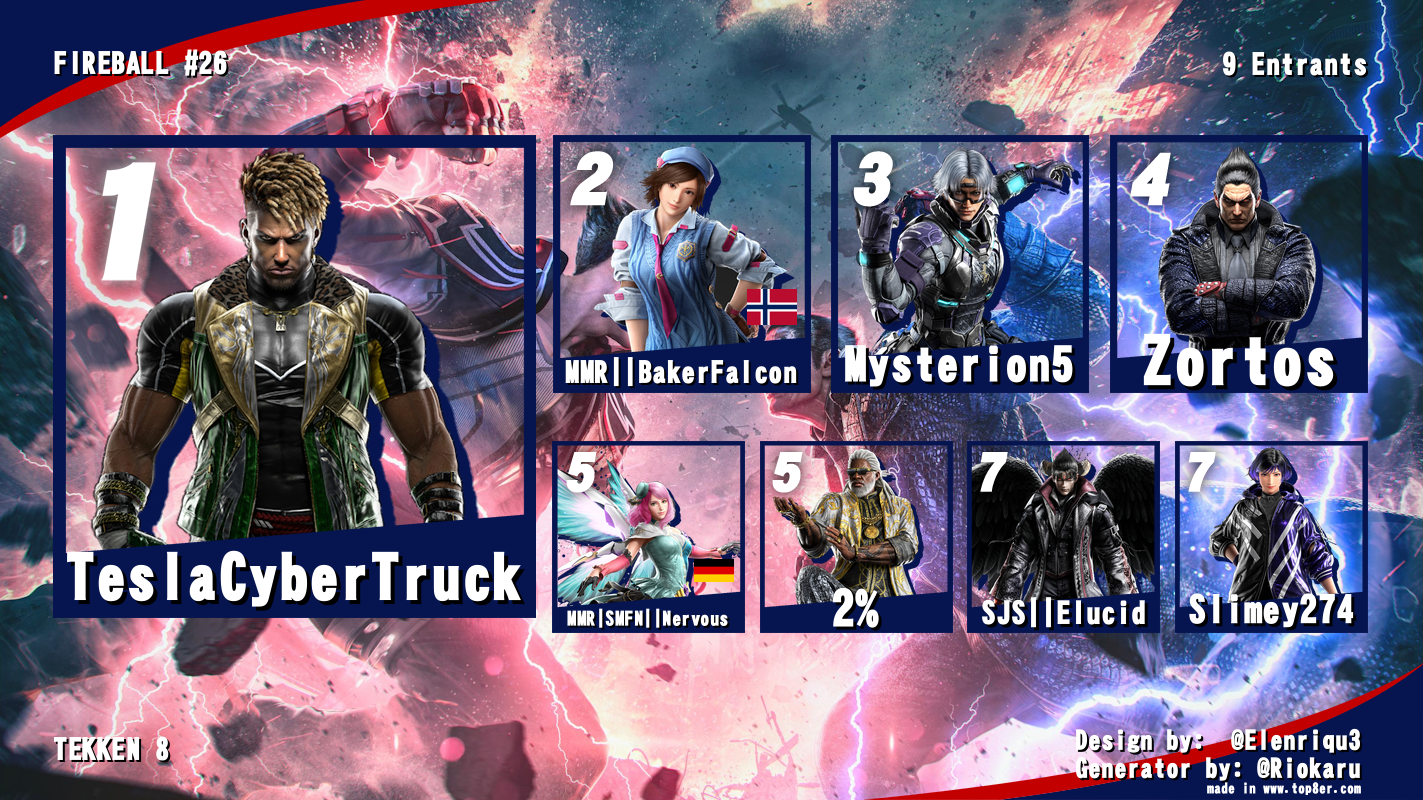 FIREBALL #26
9 Entrants
1
TeslaCyberTruck
2
MMR||BakerFalcon
3
Mysterion5
4
Zortos
5
MMR|SMFN||Nervous
5
2%
7
SJS||Elucid
7
Slimey274
TEKKEN 8
Design by: @Elenriqu3
Generator by: @Riokaru
made in www.top8er.com